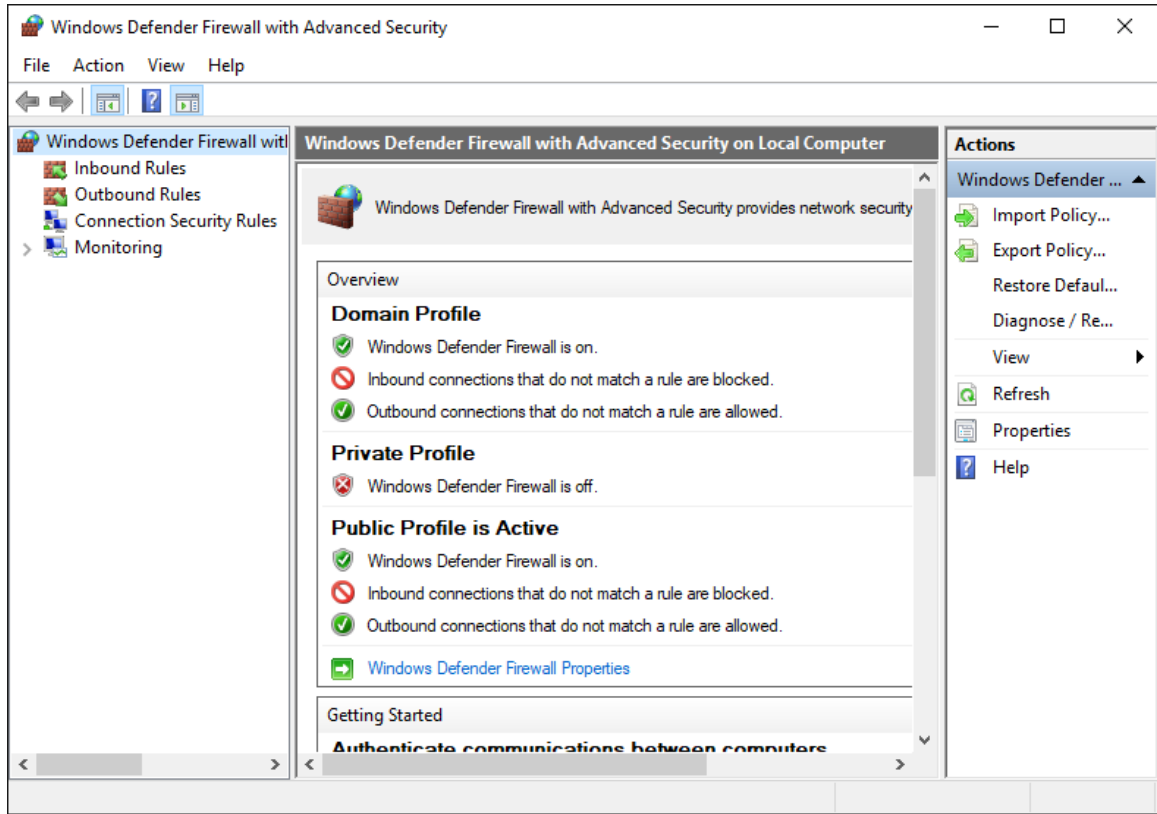 Windows Defender Firewall with Advanced Security
File Action View Help
Windows Defender Firewall with
Inbound Rules
Outbound Rules
Connection Security Rules
Monitoring
Windows Defender Firewall with Advanced Security on Local Computer
Windows Defender Firewall with Advanced Security provides network security
Overview
Domain Profile
Windows Defender Firewall is on.
Inbound connections that do not match a rule are blocked.
Outbound connections that do not match a rule are allowed.
Private Profile
Windows Defender Firewall is off.
Public Profile is Active
Windows Defender Firewall is on.
Inbound connections that do not match a rule are blocked.
Outbound connections that do not match a rule are allowed.
Windows Defender Firewall Properties
Getting Started
Authenticate communications between computers
Actions
Windows Defender ...
Import Policy...
Export Policy...
Restore Defaul...
Diagnose / Re...
View
Refresh
Properties
Help